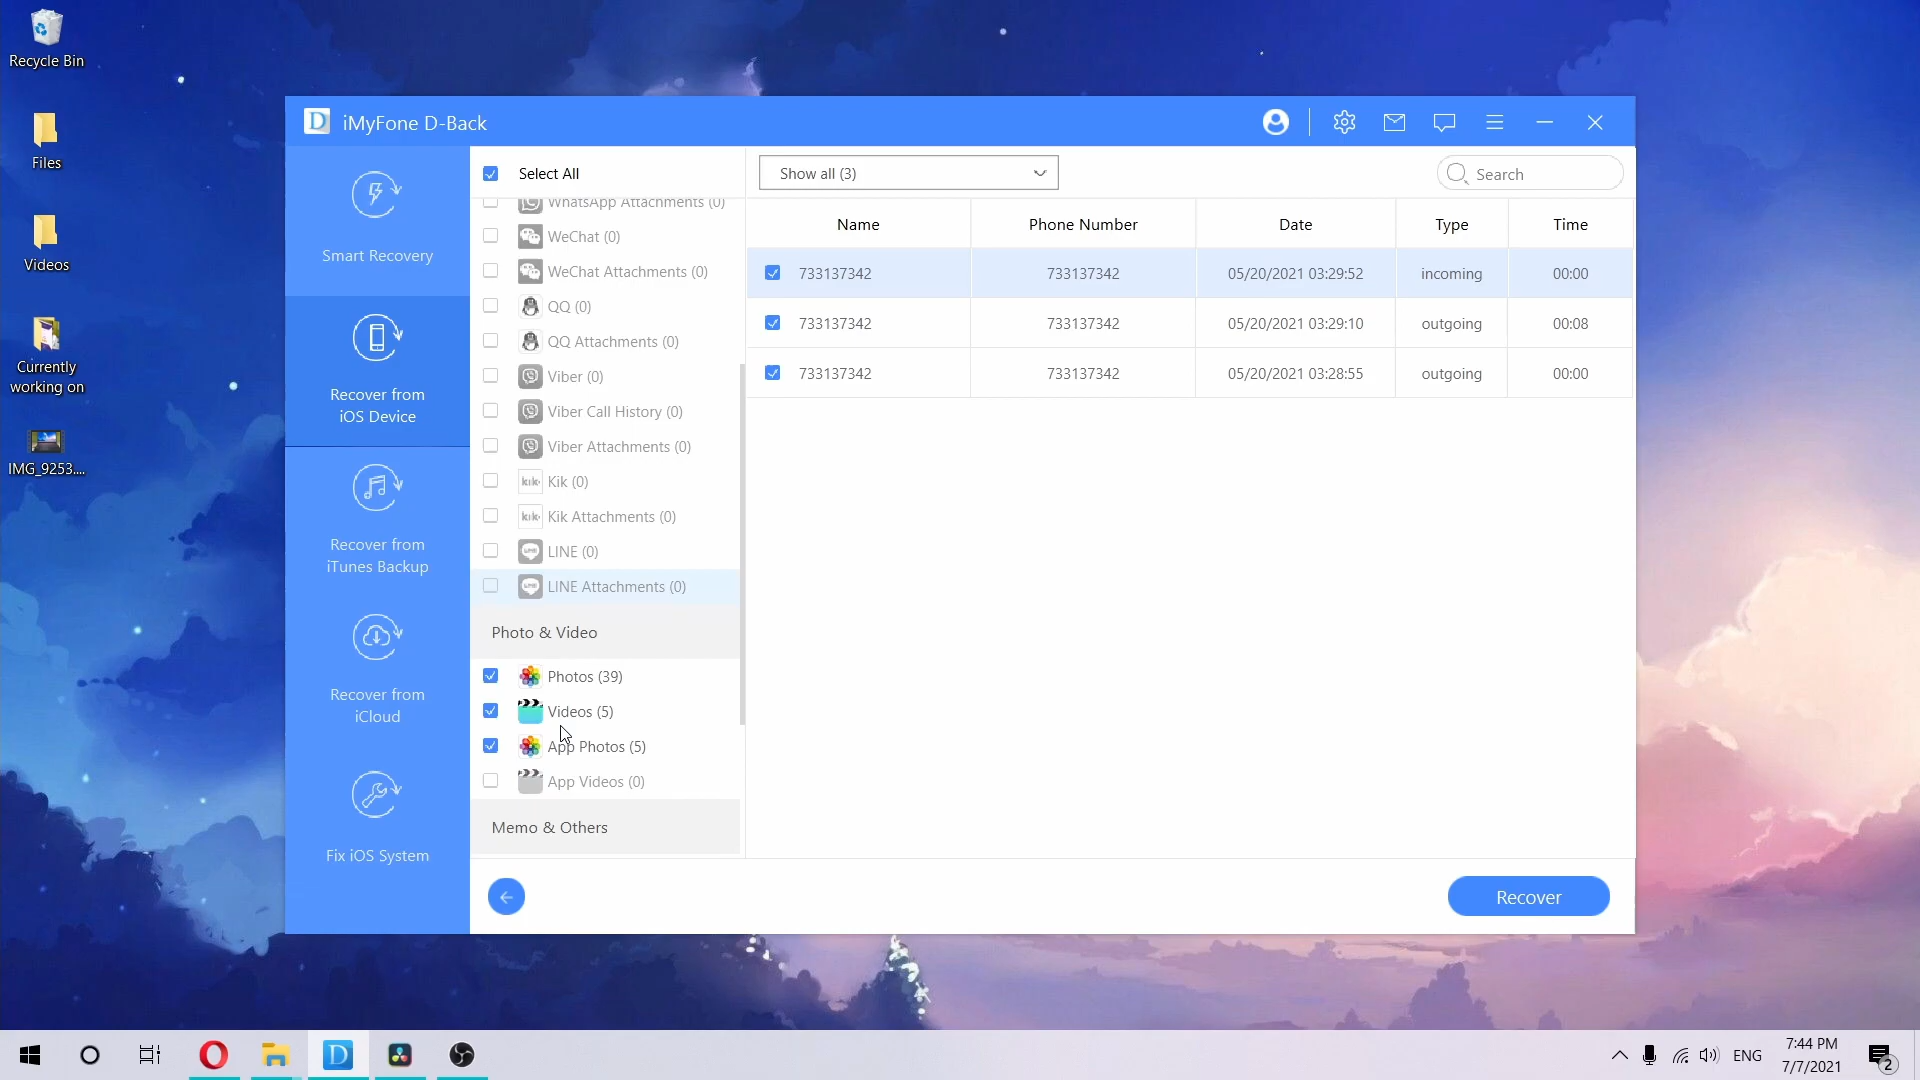 Recycle Bin
Files
Videos
Currently
working on
IMG_9253....
D iMyFone D-Back
Smart Recovery
Recover from
iOS Device
Recover from
iTunes Backup
Recover from
iCloud
Fix iOS System
Select All
WhatsApp Attachments (0)
WeChat (0)
WeChat Attachments (0)
QQ (0)
QQ Attachments (0)
Viber (0)
Viber Call History (0)
Viber Attachments (0)
kik Kik (0)
kik Kik Attachments (0)
LINE (0)
LINE Attachments (0)
Photo & Video
Photos (39)
Videos (5)
App Photos (5)
App Videos (0)
Memo & Others
Show all (3)
Search
Name Phone Number Date Type Time
733137342 733137342 05/20/2021 03:29:52 incoming 00:00
733137342 733137342 05/20/2021 03:29:10 outgoing 00:08
733137342 733137342 05/20/2021 03:28:55 outgoing 00:00
Recover
D
ENG
7:44 PM
7/7/2021
2